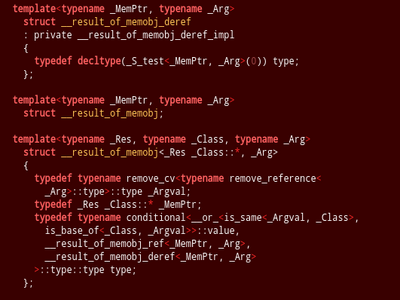 template<typename _MemPtr, typename _Arg>
struct __result_of_memobj_deref
: private __result_of_memobj_deref_impl
{
typedef decltype(_S_test<_MemPtr, _Arg>(0)) type;
};
template<typename _MemPtr, typename _Arg>
struct __result_of_memobj;
template<typename _Res, typename _Class, typename _Arg>
struct __result_of_memobj<_Res _Class::*, _Arg>
{
typedef typename remove_cv<typename remove_reference<
_Arg>::type>::type _Argval;
typedef _Res _Class::* _MemPtr;
typedef typename conditional<__or_<is_same<_Argval, _Class>,
is_base_of<_Class, _Argval>>::value,
__result_of_memobj_ref<_MemPtr, _Arg>,
__result_of_memobj_deref<_MemPtr, _Arg>
>::type::type type;
};